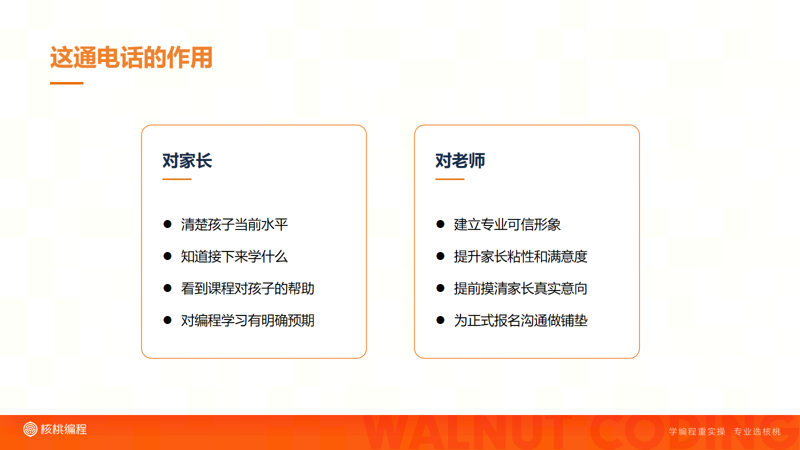 这通电话的作用
对家长
● 清楚孩子当前水平
● 知道接下来学什么
● 看到课程对孩子的帮助
● 对编程学习有明确预期
对老师
● 建立专业可信形象
● 提升家长粘性和满意度
● 提前摸清家长真实意向
● 为正式报名沟通做铺垫
核桃编程
WALNUT CODING
学编程重实操 专业选核桃